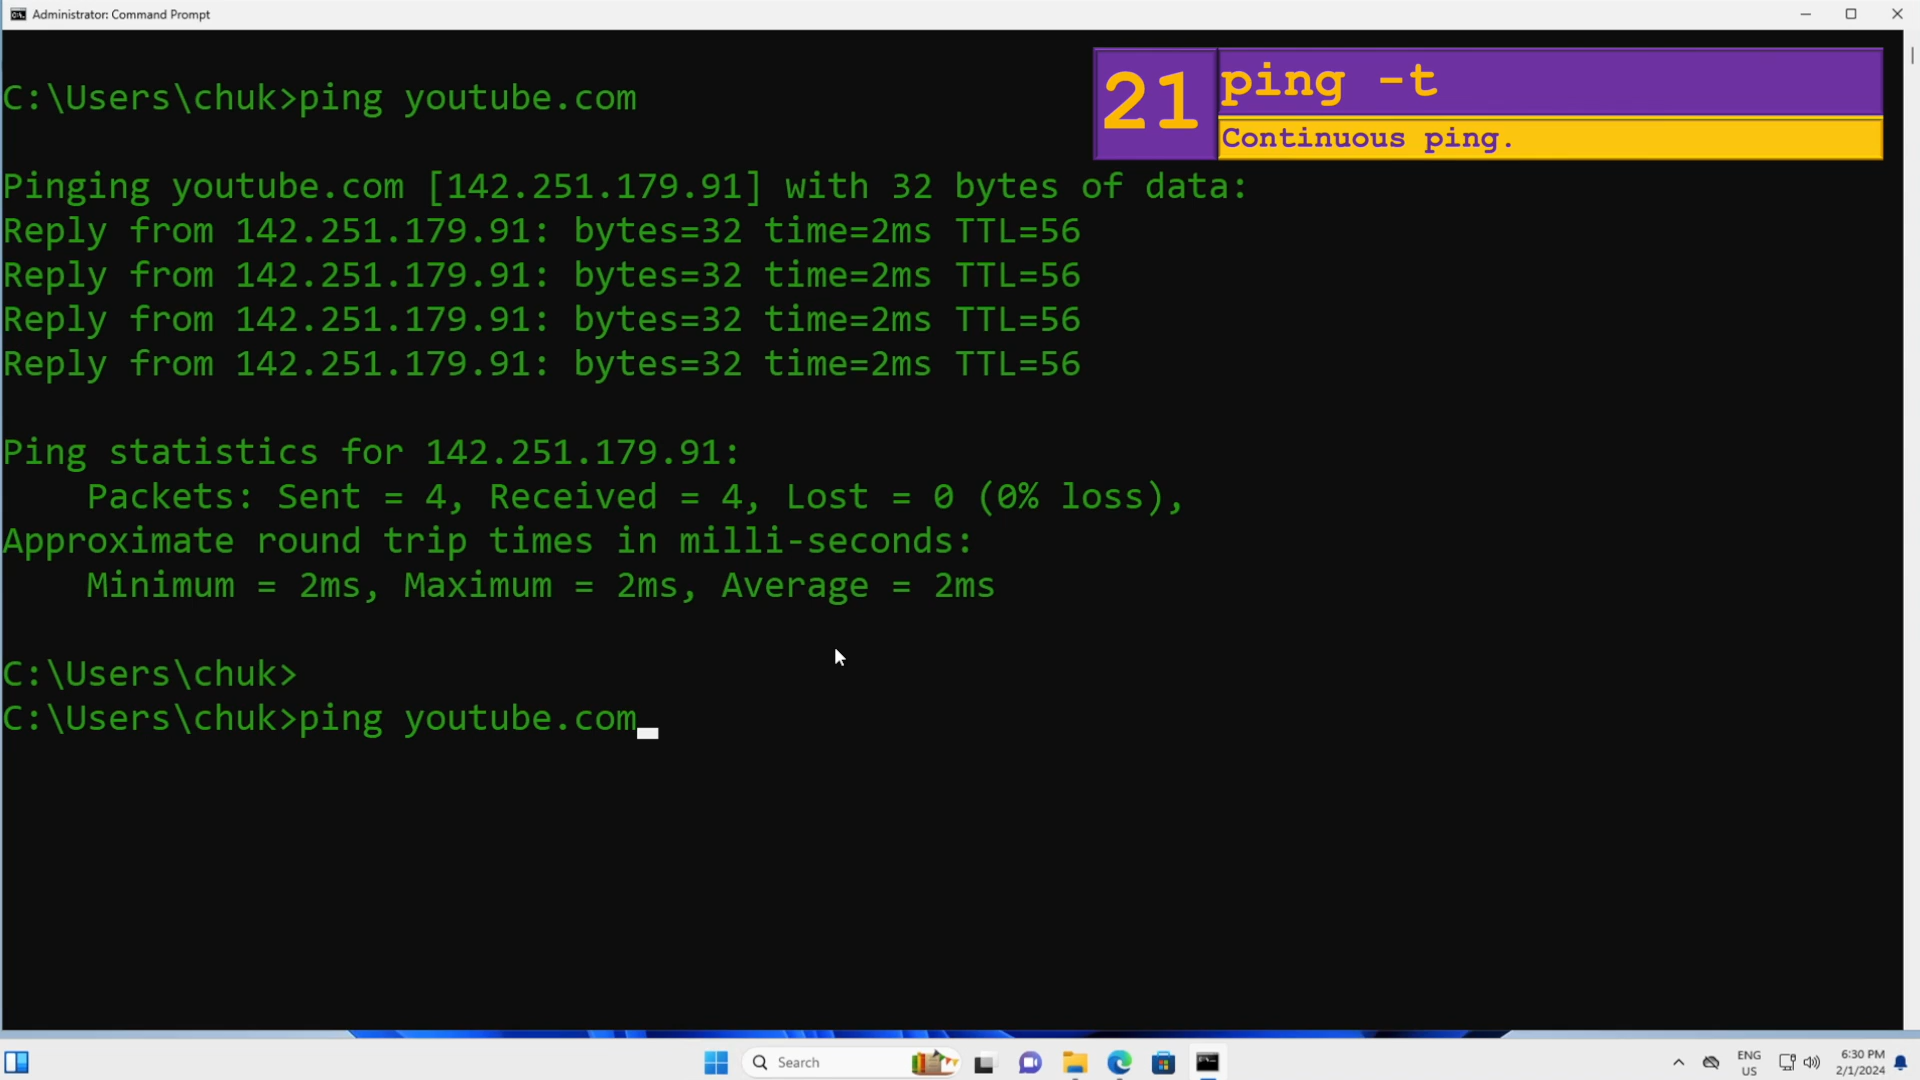 Administrator: Command Prompt
C:\Users\chuk>ping youtube.com
21
ping -t
Continuous ping.
Pinging youtube.com [142.251.179.91] with 32 bytes of data:
Reply from 142.251.179.91: bytes=32 time=2ms TTL=56
Reply from 142.251.179.91: bytes=32 time=2ms TTL=56
Reply from 142.251.179.91: bytes=32 time=2ms TTL=56
Reply from 142.251.179.91: bytes=32 time=2ms TTL=56
Ping statistics for 142.251.179.91:
    Packets: Sent = 4, Received = 4, Lost = 0 (0% loss),
Approximate round trip times in milli-seconds:
    Minimum = 2ms, Maximum = 2ms, Average = 2ms
C:\Users\chuk>
C:\Users\chuk>ping youtube.com
Search
ENG
US
6:30 PM
2/1/2024